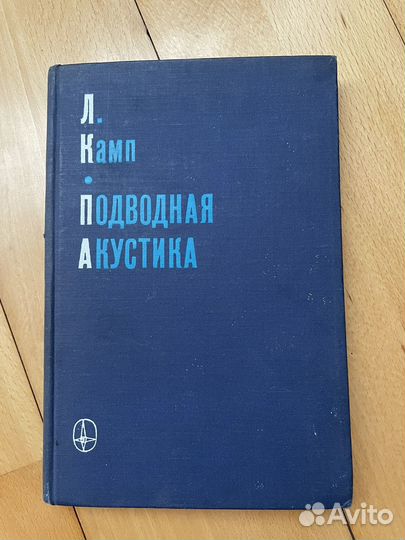 Л.
Камп
•
Подводная
Акустика
Avito